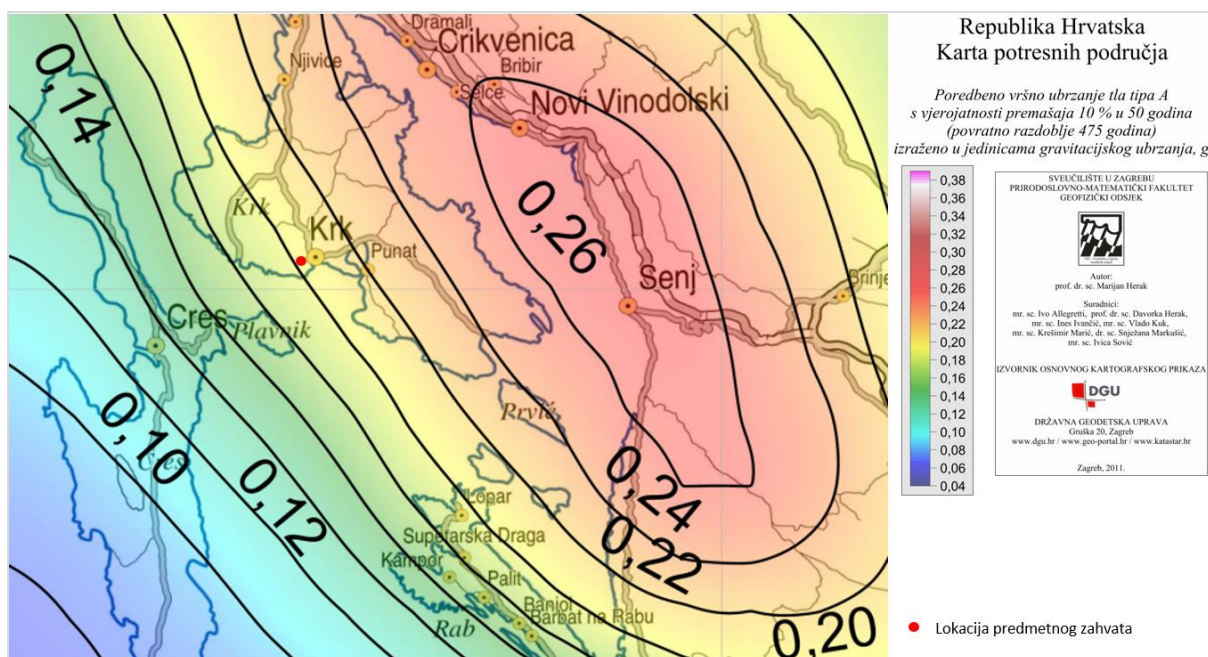 Dramalj
Crikvenica
Njivice
Bribir
Selce
Novi Vinodolski
0,14
Krk
Krk
Punat
0,26
Senj
Brinje
Cres
Plavnik
Prvić
0,10
Cres
0,12
0,24
Lopar
Supetarska Draga
0,22
Kampor
Palit
Banjol
Barbat na Rabu
Rab
0,20
Republika Hrvatska
Karta potresnih područja
Poredbeno vršno ubrzanje tla tipa A
s vjerojatnosti premašaja 10 % u 50 godina
(povratno razdoblje 475 godina)
izraženo u jedinicama gravitacijskog ubrzanja, g
0,38
0,36
0,34
0,32
0,30
0,28
0,26
0,24
0,22
0,20
0,18
0,16
0,14
0,12
0,10
0,08
0,06
0,04
SVEUČILIŠTE U ZAGREBU
PRIRODOSLOVNO-MATEMATIČKI FAKULTET
GEOFIZIČKI ODSJEK
Autor:
prof. dr. sc. Marijan Herak
Suradnici:
mr. sc. Ivo Allegretti, prof. dr. sc. Davorka Herak,
mr. sc. Ines Ivančić, mr. sc. Vlado Kuk,
mr. sc. Krešimir Marić, dr. sc. Snježana Markušić,
mr. sc. Ivica Sović
IZVORNIK OSNOVNOG KARTOGRAFSKOG PRIKAZA
DGU
DRŽAVNA GEODETSKA UPRAVA
Gruška 20, Zagreb
www.dgu.hr / www.geo-portal.hr / www.katastar.hr
Zagreb, 2011.
Lokacija predmetnog zahvata